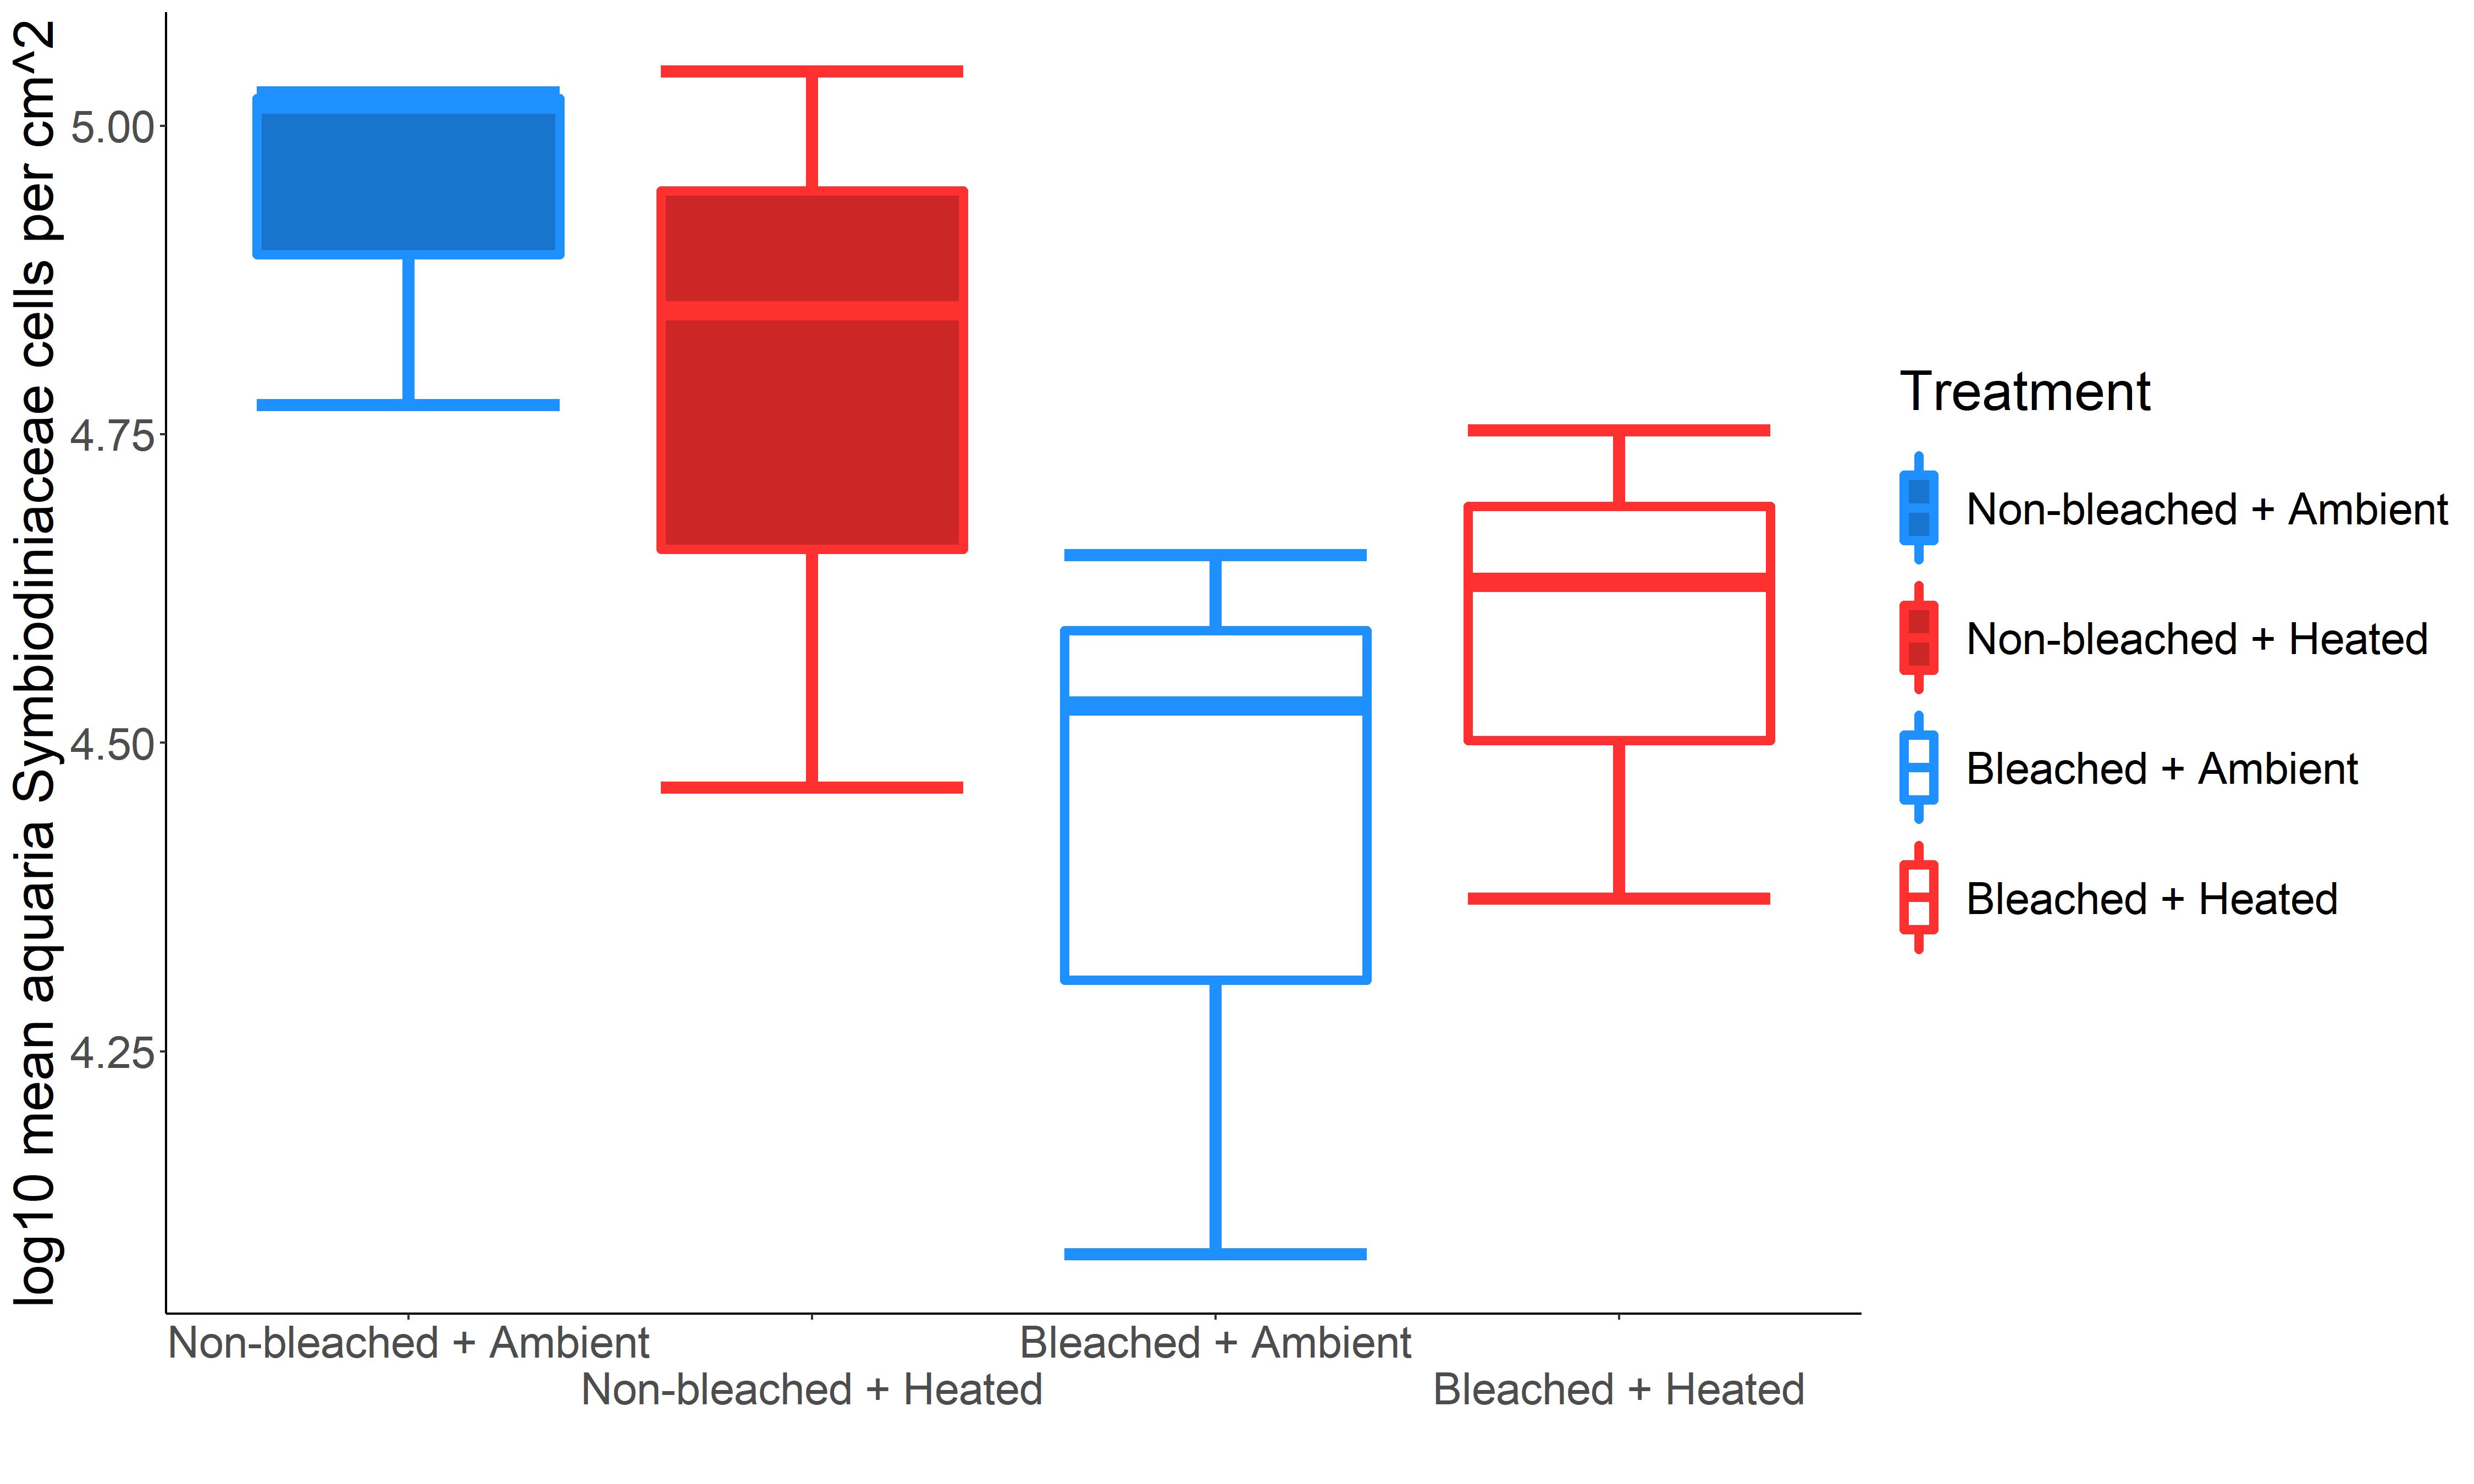 log10 mean aquaria Symbiodiniaceae cells per cm^2
5.00
4.75
4.50
4.25
Non-bleached + Ambient
Non-bleached + Heated
Bleached + Ambient
Bleached + Heated
Treatment
Non-bleached + Ambient
Non-bleached + Heated
Bleached + Ambient
Bleached + Heated